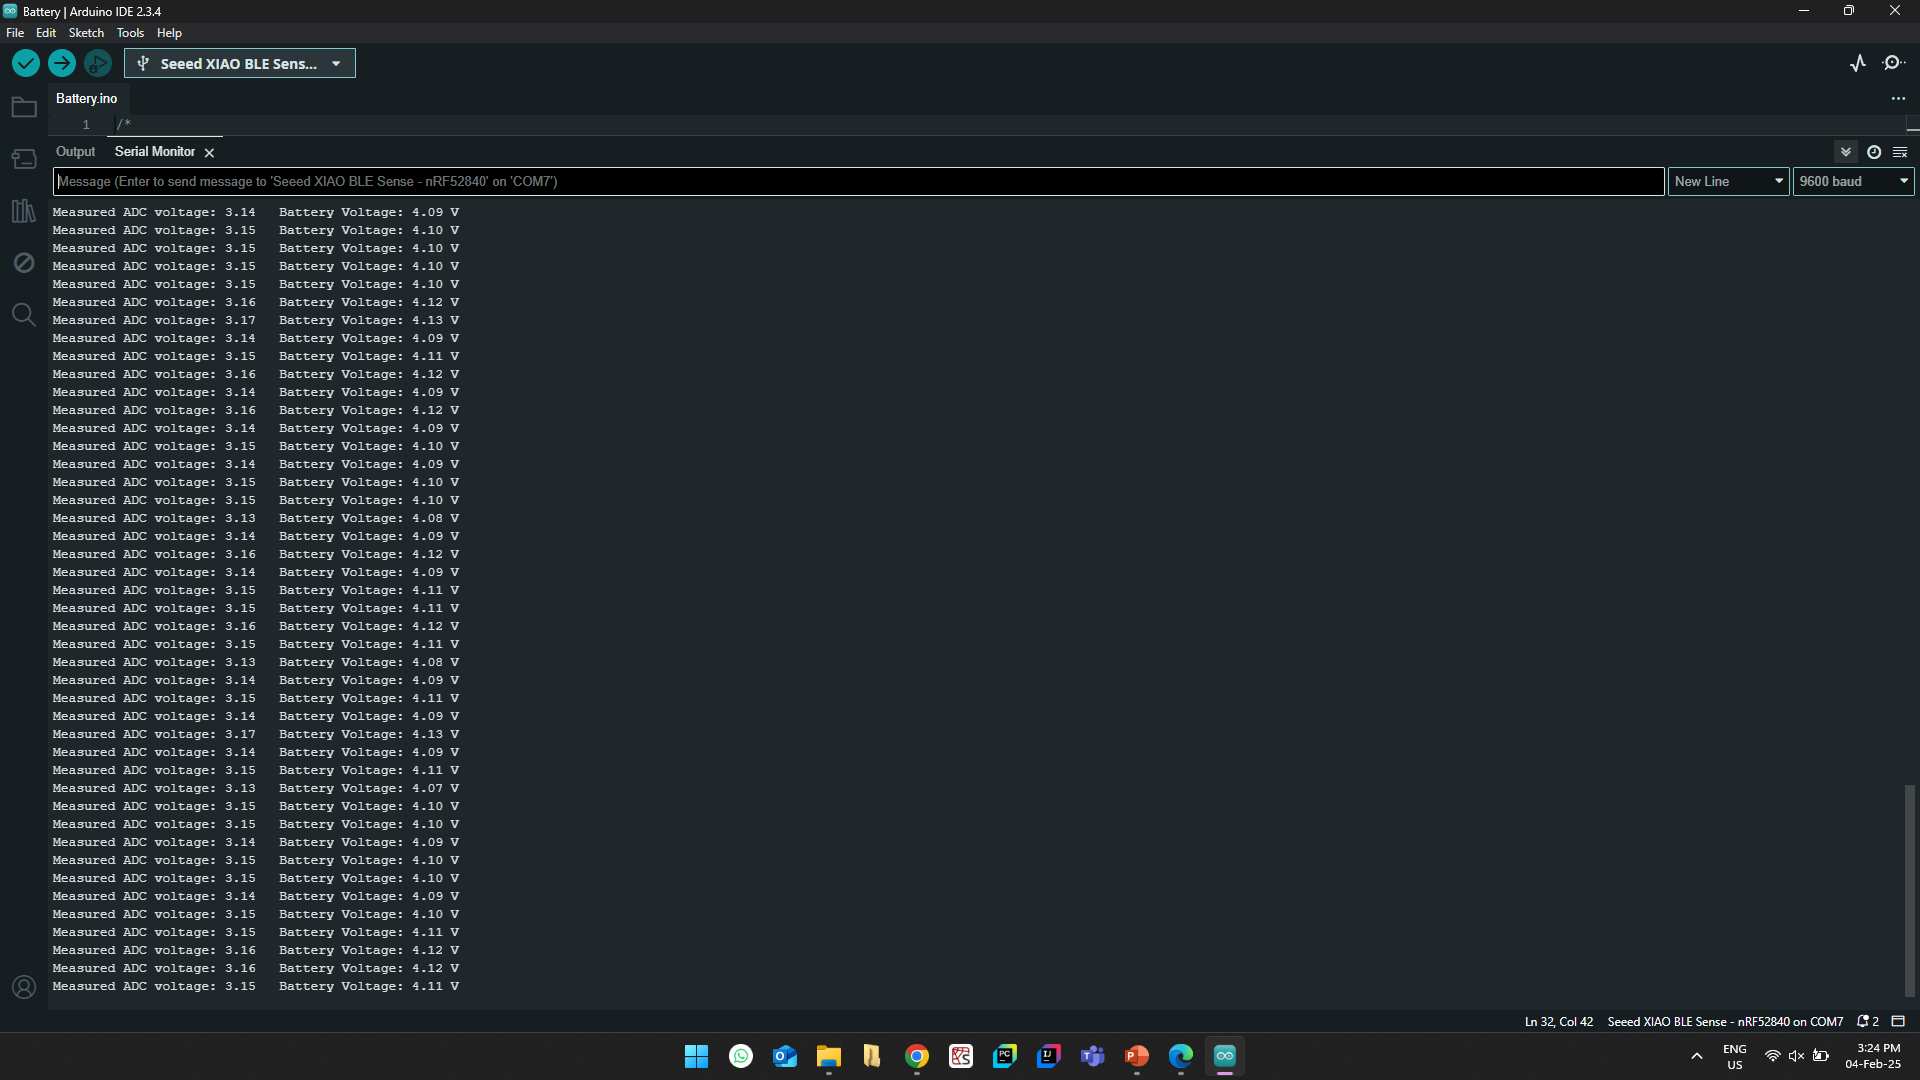 Battery | Arduino IDE 2.3.4
File Edit Sketch Tools Help
Seeed XIAO BLE Sens...
Battery.ino
1 /*
Output Serial Monitor
Message (Enter to send message to 'Seeed XIAO BLE Sense - nRF52840' on 'COM7')
New Line
9600 baud
Measured ADC voltage: 3.14 Battery Voltage: 4.09 V
Measured ADC voltage: 3.15 Battery Voltage: 4.10 V
Measured ADC voltage: 3.15 Battery Voltage: 4.10 V
Measured ADC voltage: 3.15 Battery Voltage: 4.10 V
Measured ADC voltage: 3.15 Battery Voltage: 4.10 V
Measured ADC voltage: 3.16 Battery Voltage: 4.12 V
Measured ADC voltage: 3.17 Battery Voltage: 4.13 V
Measured ADC voltage: 3.14 Battery Voltage: 4.09 V
Measured ADC voltage: 3.15 Battery Voltage: 4.11 V
Measured ADC voltage: 3.16 Battery Voltage: 4.12 V
Measured ADC voltage: 3.14 Battery Voltage: 4.09 V
Measured ADC voltage: 3.16 Battery Voltage: 4.12 V
Measured ADC voltage: 3.14 Battery Voltage: 4.09 V
Measured ADC voltage: 3.15 Battery Voltage: 4.10 V
Measured ADC voltage: 3.14 Battery Voltage: 4.09 V
Measured ADC voltage: 3.15 Battery Voltage: 4.10 V
Measured ADC voltage: 3.15 Battery Voltage: 4.10 V
Measured ADC voltage: 3.13 Battery Voltage: 4.08 V
Measured ADC voltage: 3.14 Battery Voltage: 4.09 V
Measured ADC voltage: 3.16 Battery Voltage: 4.12 V
Measured ADC voltage: 3.14 Battery Voltage: 4.09 V
Measured ADC voltage: 3.15 Battery Voltage: 4.11 V
Measured ADC voltage: 3.15 Battery Voltage: 4.11 V
Measured ADC voltage: 3.16 Battery Voltage: 4.12 V
Measured ADC voltage: 3.15 Battery Voltage: 4.11 V
Measured ADC voltage: 3.13 Battery Voltage: 4.08 V
Measured ADC voltage: 3.14 Battery Voltage: 4.09 V
Measured ADC voltage: 3.15 Battery Voltage: 4.11 V
Measured ADC voltage: 3.14 Battery Voltage: 4.09 V
Measured ADC voltage: 3.17 Battery Voltage: 4.13 V
Measured ADC voltage: 3.14 Battery Voltage: 4.09 V
Measured ADC voltage: 3.15 Battery Voltage: 4.11 V
Measured ADC voltage: 3.13 Battery Voltage: 4.07 V
Measured ADC voltage: 3.15 Battery Voltage: 4.10 V
Measured ADC voltage: 3.15 Battery Voltage: 4.10 V
Measured ADC voltage: 3.14 Battery Voltage: 4.09 V
Measured ADC voltage: 3.15 Battery Voltage: 4.10 V
Measured ADC voltage: 3.15 Battery Voltage: 4.10 V
Measured ADC voltage: 3.14 Battery Voltage: 4.09 V
Measured ADC voltage: 3.15 Battery Voltage: 4.10 V
Measured ADC voltage: 3.15 Battery Voltage: 4.11 V
Measured ADC voltage: 3.16 Battery Voltage: 4.12 V
Measured ADC voltage: 3.16 Battery Voltage: 4.12 V
Measured ADC voltage: 3.15 Battery Voltage: 4.11 V
Ln 32, Col 42 Seeed XIAO BLE Sense - nRF52840 on COM7 2
ENG
US
3:24 PM
04-Feb-25